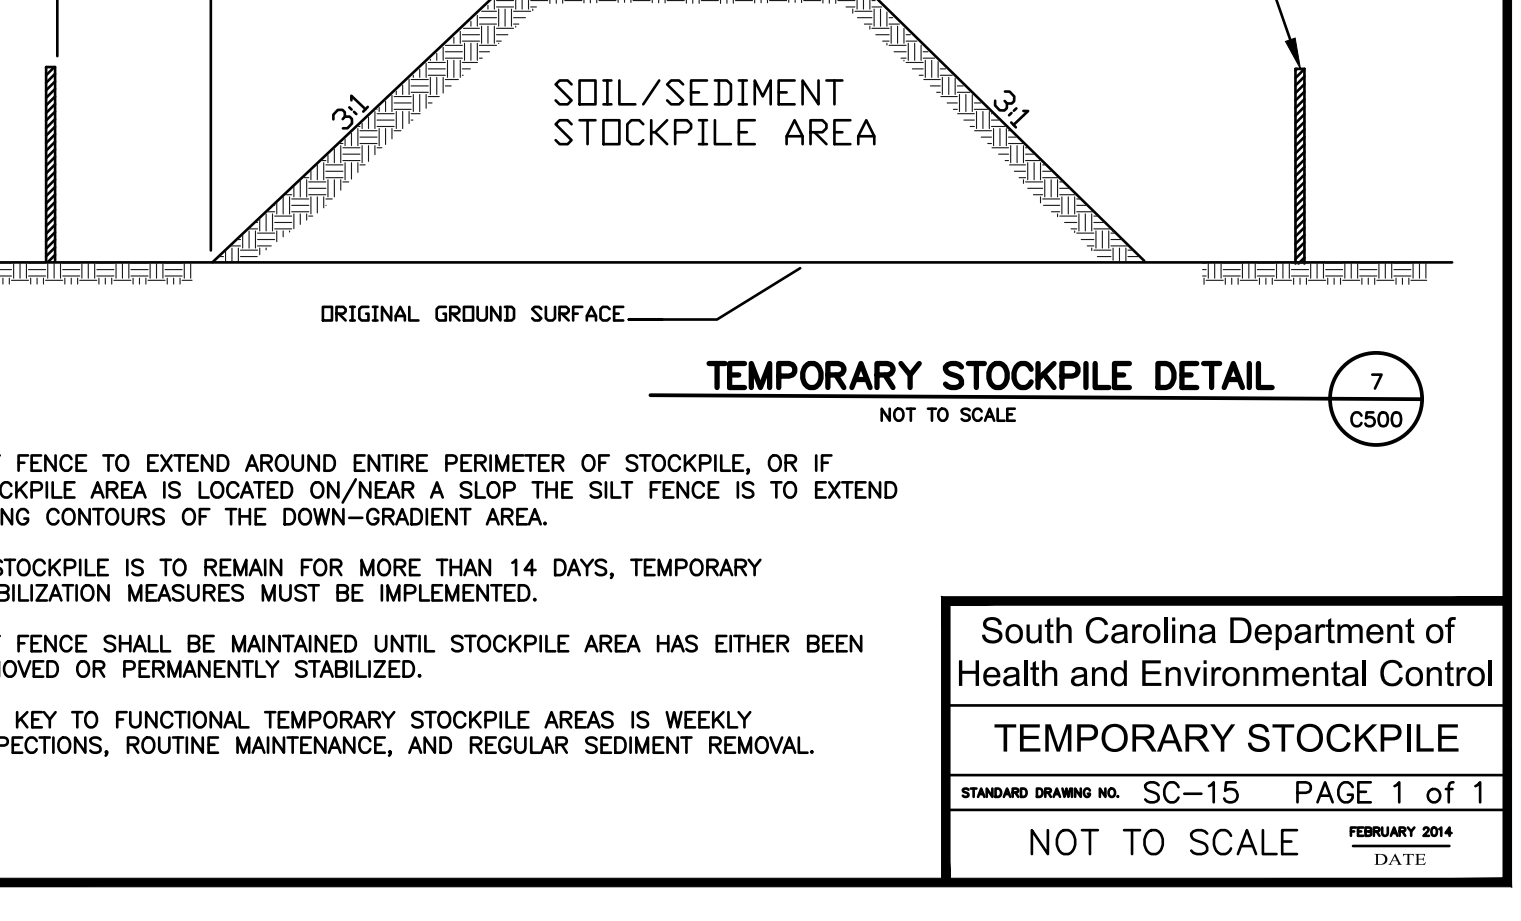 3:1
SOIL/SEDIMENT
STOCKPILE AREA
3:1
ORIGINAL GROUND SURFACE
TEMPORARY STOCKPILE DETAIL
NOT TO SCALE
7
C500
FENCE TO EXTEND AROUND ENTIRE PERIMETER OF STOCKPILE, OR IF
CKPILE AREA IS LOCATED ON/NEAR A SLOP THE SILT FENCE IS TO EXTEND
NG CONTOURS OF THE DOWN-GRADIENT AREA.
STOCKPILE IS TO REMAIN FOR MORE THAN 14 DAYS, TEMPORARY
BILIZATION MEASURES MUST BE IMPLEMENTED.
FENCE SHALL BE MAINTAINED UNTIL STOCKPILE AREA HAS EITHER BEEN
MOVED OR PERMANENTLY STABILIZED.
KEY TO FUNCTIONAL TEMPORARY STOCKPILE AREAS IS WEEKLY
PECTIONS, ROUTINE MAINTENANCE, AND REGULAR SEDIMENT REMOVAL.
South Carolina Department of
Health and Environmental Control
TEMPORARY STOCKPILE
STANDARD DRAWING NO. SC-15 PAGE 1 of 1
NOT TO SCALE FEBRUARY 2014
DATE